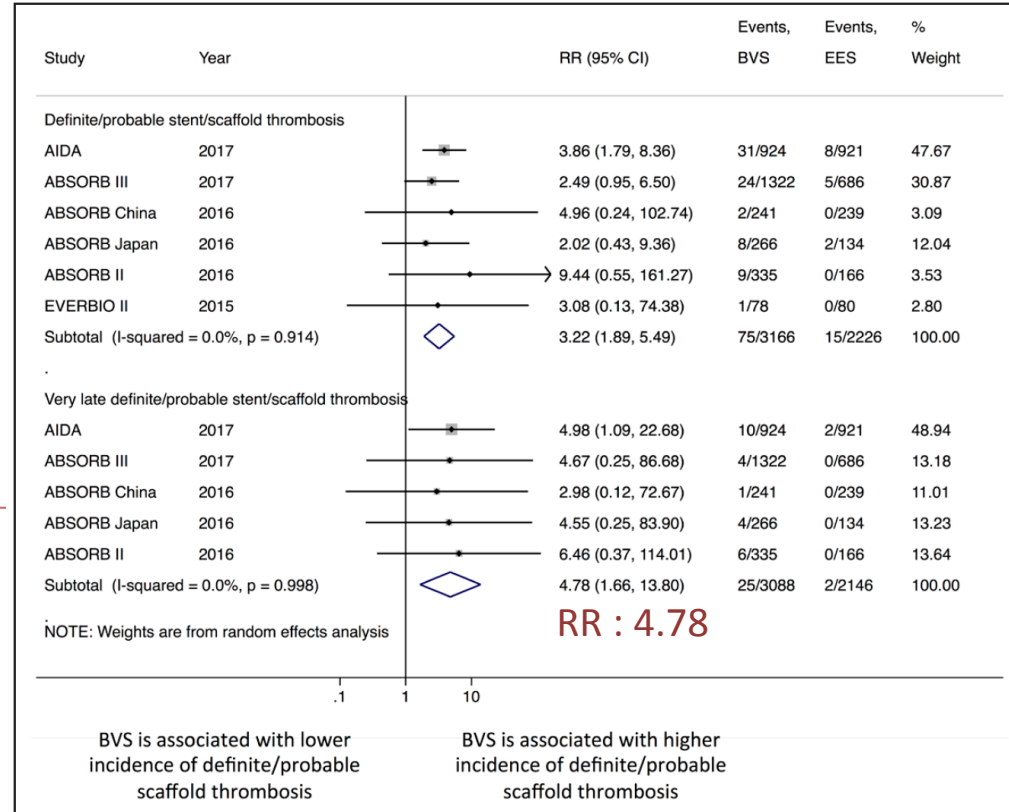 Events, Events, %
Study Year RR (95% CI) BVS EES Weight
Definite/probable stent/scaffold thrombosis
AIDA 2017 3.86 (1.79, 8.36) 31/924 8/921 47.67
ABSORB III 2017 2.49 (0.95, 6.50) 24/1322 5/686 30.87
ABSORB China 2016 4.96 (0.24, 102.74) 2/241 0/239 3.09
ABSORB Japan 2016 2.02 (0.43, 9.36) 8/266 2/134 12.04
ABSORB II 2016 9.44 (0.55, 161.27) 9/335 0/166 3.53
EVERBIO II 2015 3.08 (0.13, 74.38) 1/78 0/80 2.80
Subtotal (I-squared = 0.0%, p = 0.914) 3.22 (1.89, 5.49) 75/3166 15/2226 100.00
.
Very late definite/probable stent/scaffold thrombosis
AIDA 2017 4.98 (1.09, 22.68) 10/924 2/921 48.94
ABSORB III 2017 4.67 (0.25, 86.68) 4/1322 0/686 13.18
ABSORB China 2016 2.98 (0.12, 72.67) 1/241 0/239 11.01
ABSORB Japan 2016 4.55 (0.25, 83.90) 4/266 0/134 13.23
ABSORB II 2016 6.46 (0.37, 114.01) 6/335 0/166 13.64
Subtotal (I-squared = 0.0%, p = 0.998) 4.78 (1.66, 13.80) 25/3088 2/2146 100.00
.
NOTE: Weights are from random effects analysis
RR : 4.78
.1 1 10
BVS is associated with lower
incidence of definite/probable
scaffold thrombosis
BVS is associated with higher
incidence of definite/probable
scaffold thrombosis